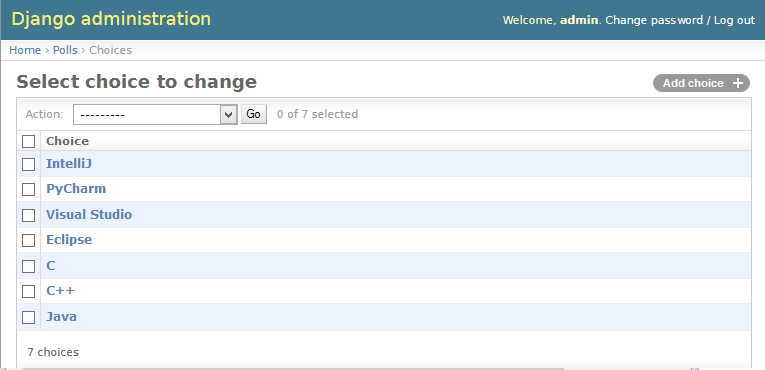 Django administration
Welcome, admin. Change password / Log out
Home › Polls › Choices
Select choice to change
Add choice +
Action: --------- Go 0 of 7 selected
Choice
IntelliJ
PyCharm
Visual Studio
Eclipse
C
C++
Java
7 choices